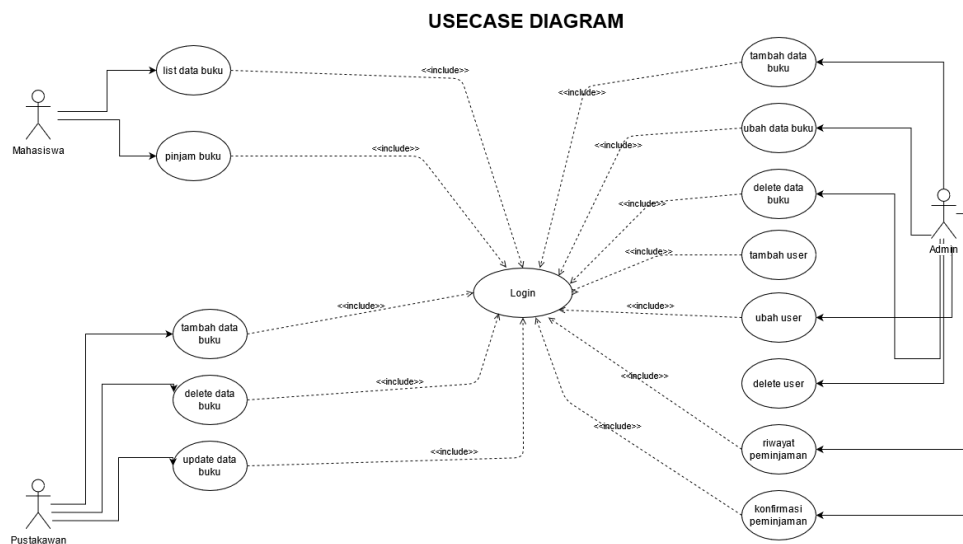 USECASE DIAGRAM
list data buku
<<include>>
Mahasiswa
pinjam buku
<<include>>
tambah data
buku
<<include>>
ubah data buku
<<include>>
delete data
buku
<<include>>
Admin
tambah user
<<include>>
Login
ubah user
<<include>>
delete user
tambah data
buku
<<include>>
delete data
buku
<<include>>
update data
buku
<<include>>
Pustakawan
riwayat
peminjaman
<<include>>
konfirmasi
peminjaman
<<include>>